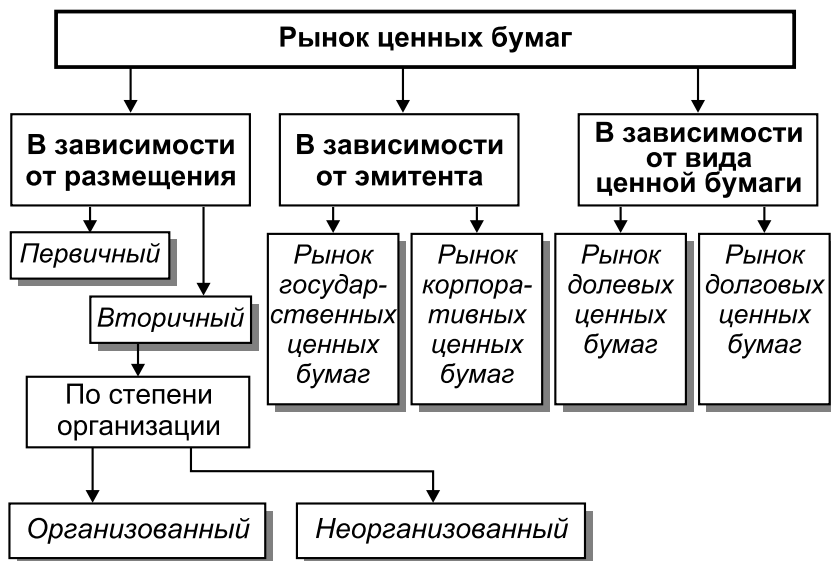 Рынок ценных бумаг
В зависимости
от размещения
В зависимости
от эмитента
В зависимости
от вида
ценной бумаги
Первичный
Вторичный
Рынок
государ-
ственных
ценных
бумаг
Рынок
корпора-
тивных
ценных
бумаг
Рынок
долевых
ценных
бумаг
Рынок
долговых
ценных
бумаг
По степени
организации
Организованный
Неорганизованный